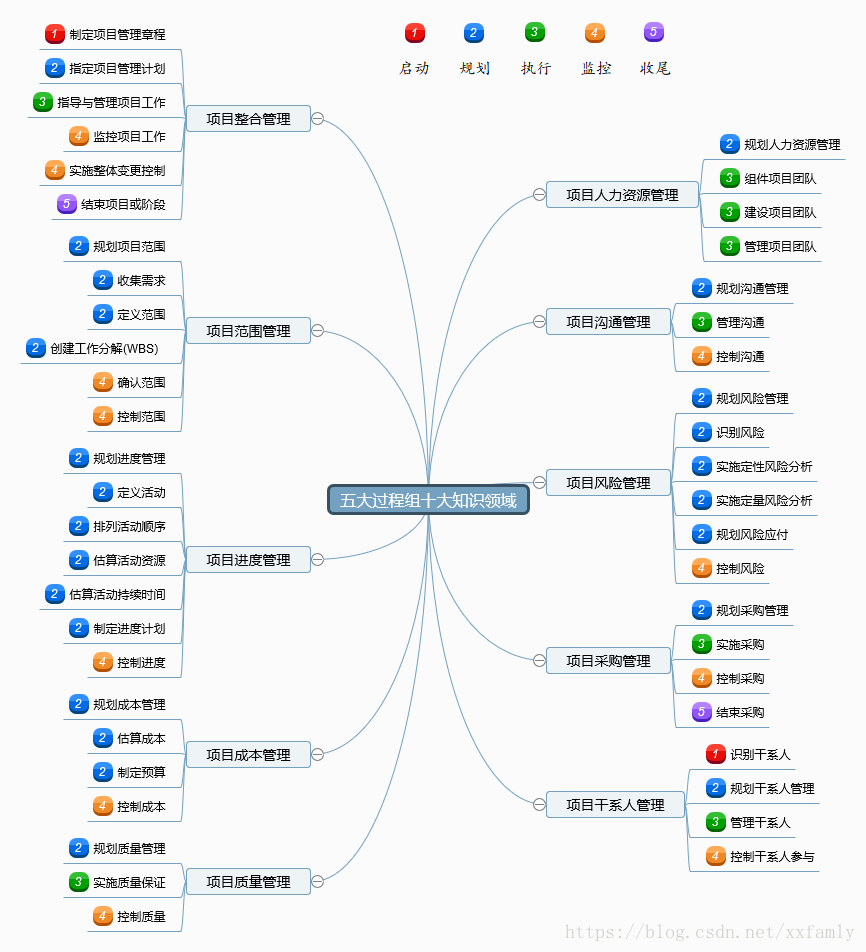 1 2 3 4 5
启动 规划 执行 监控 收尾
五大过程组十大知识领域
项目整合管理
1 制定项目管理章程
2 指定项目管理计划
3 指导与管理项目工作
4 监控项目工作
4 实施整体变更控制
5 结束项目或阶段
项目范围管理
2 规划项目范围
2 收集需求
2 定义范围
2 创建工作分解(WBS)
4 确认范围
4 控制范围
项目进度管理
2 规划进度管理
2 定义活动
2 排列活动顺序
2 估算活动资源
2 估算活动持续时间
2 制定进度计划
4 控制进度
项目成本管理
2 规划成本管理
2 估算成本
2 制定预算
4 控制成本
项目质量管理
2 规划质量管理
3 实施质量保证
4 控制质量
项目人力资源管理
2 规划人力资源管理
3 组件项目团队
3 建设项目团队
3 管理项目团队
项目沟通管理
2 规划沟通管理
3 管理沟通
4 控制沟通
项目风险管理
2 规划风险管理
2 识别风险
2 实施定性风险分析
2 实施定量风险分析
2 规划风险应付
4 控制风险
项目采购管理
2 规划采购管理
3 实施采购
4 控制采购
5 结束采购
项目干系人管理
1 识别干系人
2 规划干系人管理
3 管理干系人
4 控制干系人参与
https://blog.csdn.net/xxfamly